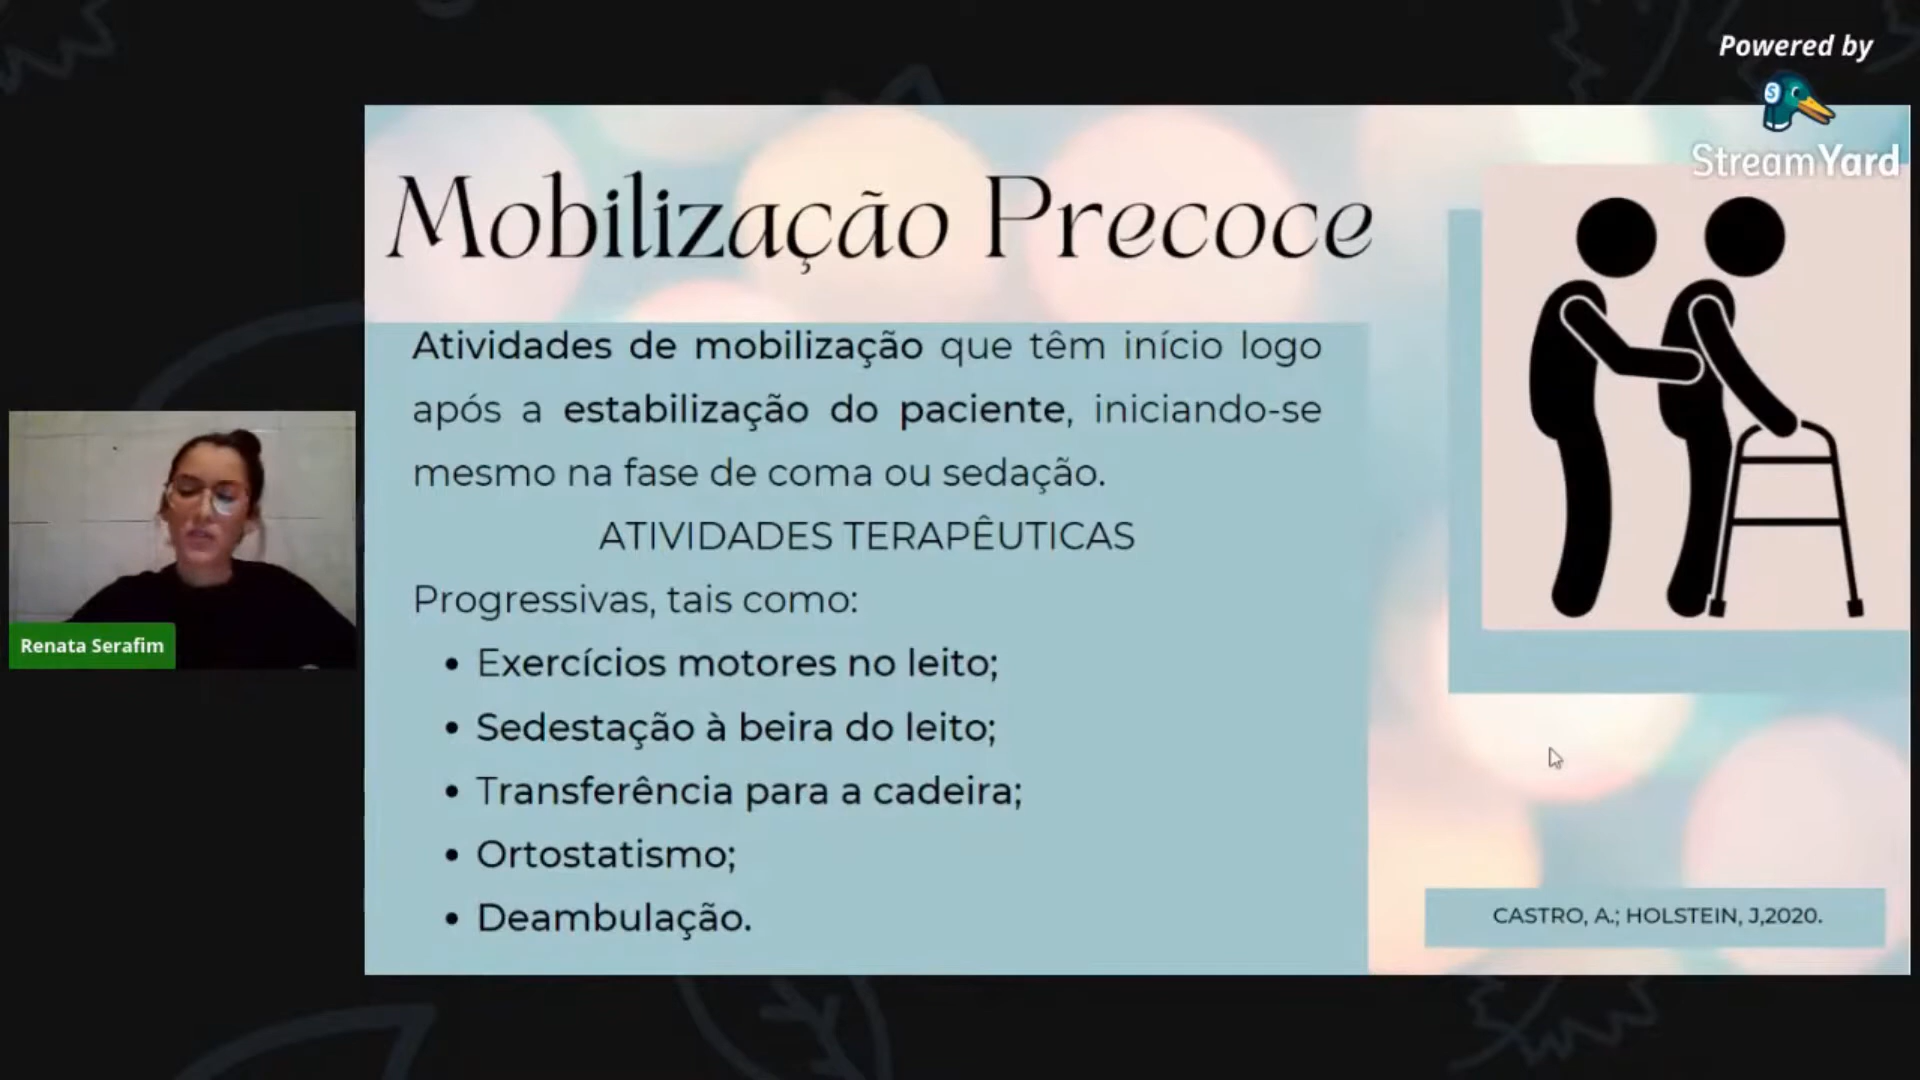 Powered by
StreamYard
Mobilização Precoce
Atividades de mobilização que têm início logo
após a estabilização do paciente, iniciando-se
mesmo na fase de coma ou sedação.
ATIVIDADES TERAPÊUTICAS
Progressivas, tais como:
• Exercícios motores no leito;
• Sedestação à beira do leito;
• Transferência para a cadeira;
• Ortostatismo;
• Deambulação.
Renata Serafim
CASTRO, A.; HOLSTEIN, J,2020.